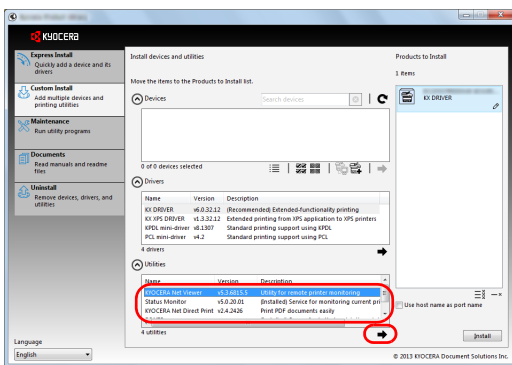 KYOCERA
Express Install
Quickly add a device and its
drivers
Custom Install
Add multiple devices and
printing utilities
Maintenance
Run utility programs
Documents
Read manuals and readme
files
Uninstall
Remove devices, drivers, and
utilities
Language
English
Install devices and utilities
Move the items to the Products to Install list.
Devices
Search devices
0 of 0 devices selected
Drivers
Name Version Description
KX DRIVER v6.0.32.12 (Recommended) Extended-functionality printing
KX XPS DRIVER v1.3.32.12 Extended printing from XPS application to XPS printers
KPDL mini-driver v8.1307 Standard printing support using KPDL
PCL mini-driver v4.2 Standard printing support using PCL
4 drivers
Utilities
Name Version Description
KYOCERA Net Viewer v5.3.6015.5 Utility for remote printer monitoring
Status Monitor v5.0.20.01 (Installed) Service for monitoring current pri
KYOCERA Net Direct Print v2.4.2426 Print PDF documents easily
4 utilities
Products to Install
1 items
KX DRIVER
Use host name as port name
Install
© 2013 KYOCERA Document Solutions Inc.